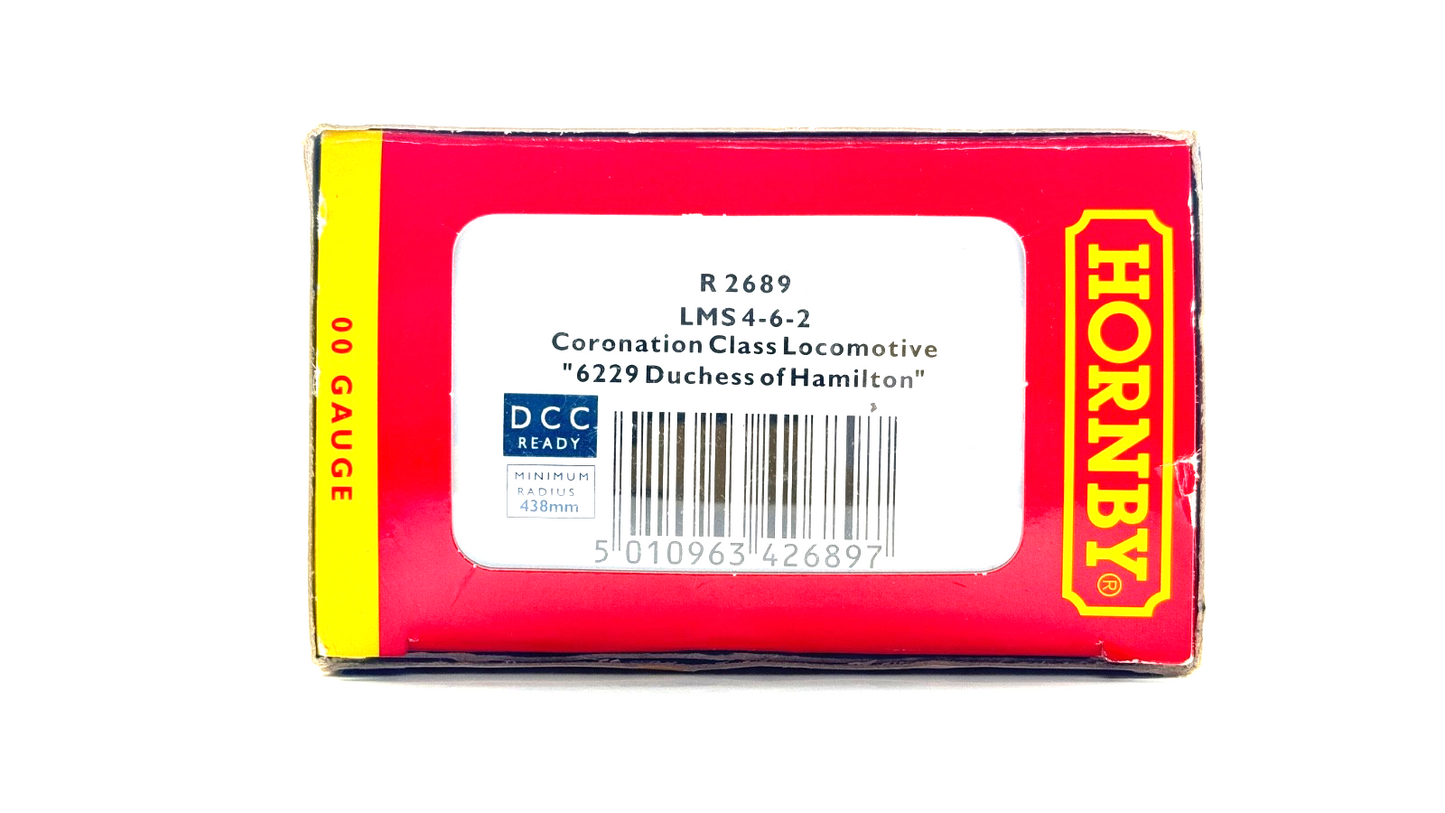 00 GAUGE
R 2689
LMS 4-6-2
Coronation Class Locomotive
"6229 Duchess of Hamilton"
DCC
READY
MINIMUM
RADIUS
438mm
5 010963 426897
HORNBY®